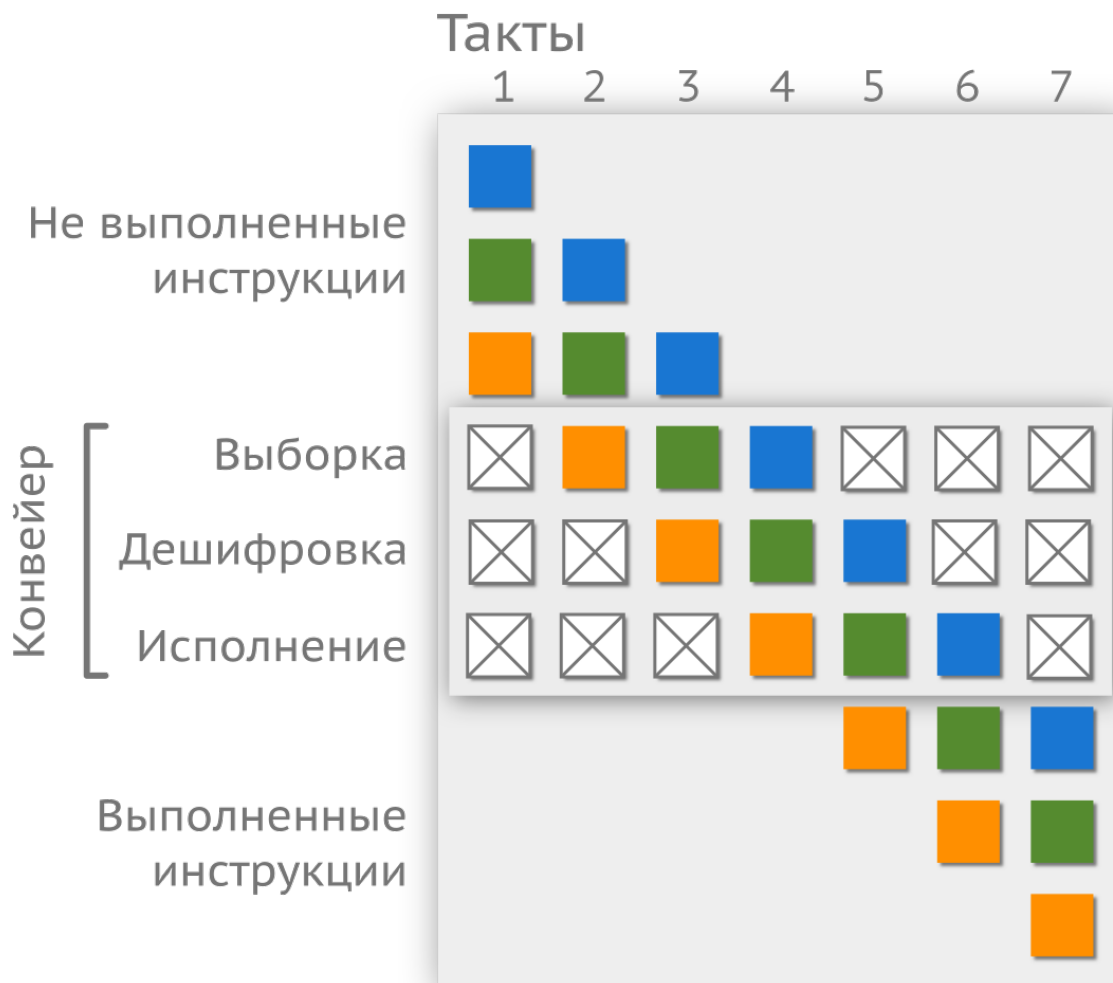 Такты
1 2 3 4 5 6 7
Не выполненные
инструкции
Конвейер
Выборка
Дешифровка
Исполнение
Выполненные
инструкции